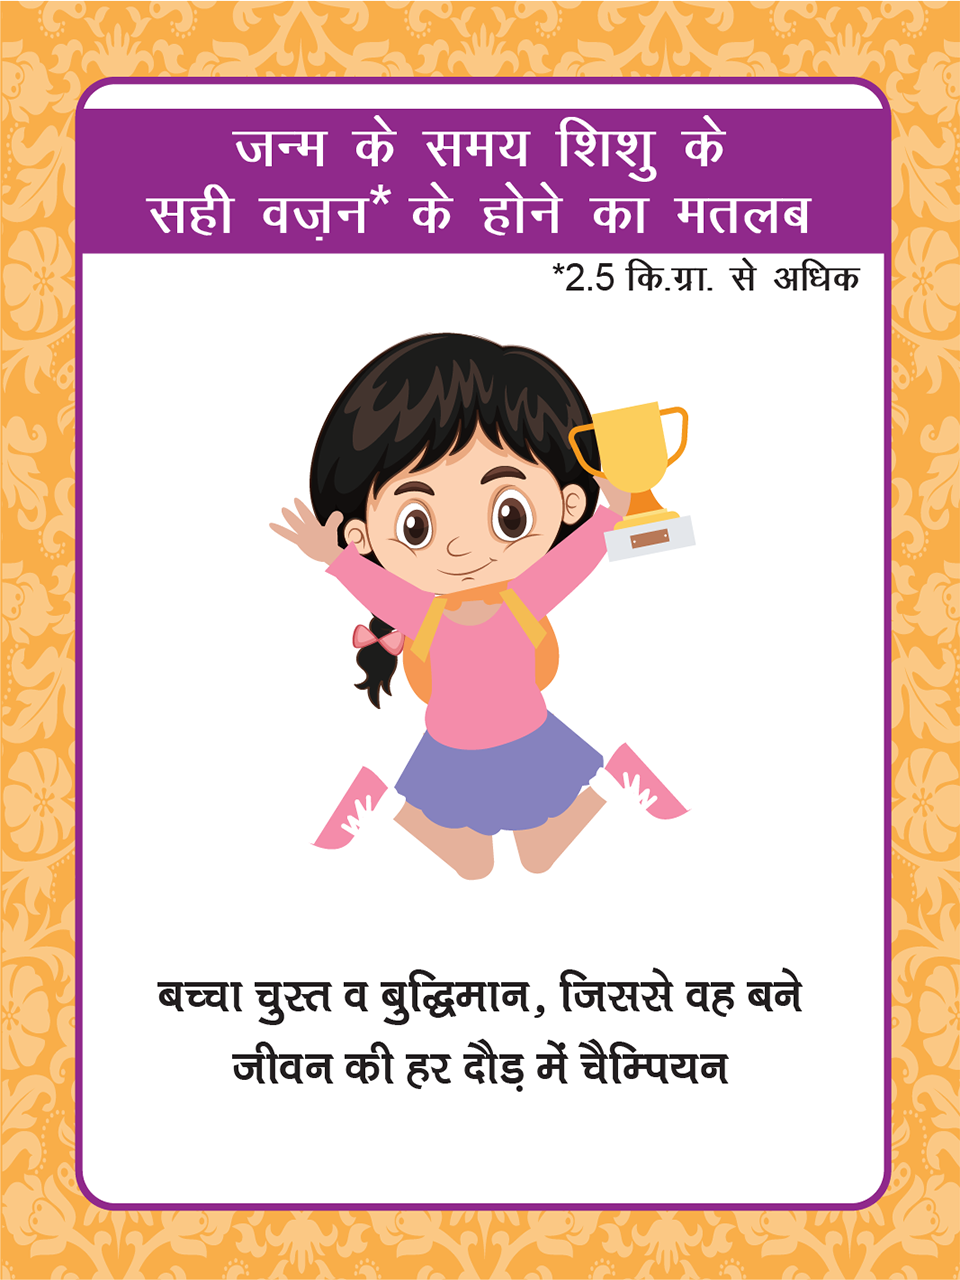 जन्म के समय शिशु के
सही वज़न* के होने का मतलब
*2.5 कि.ग्रा. से अधिक
बच्चा चुस्त व बुद्धिमान, जिससे वह बने
जीवन की हर दौड़ में चैम्पियन